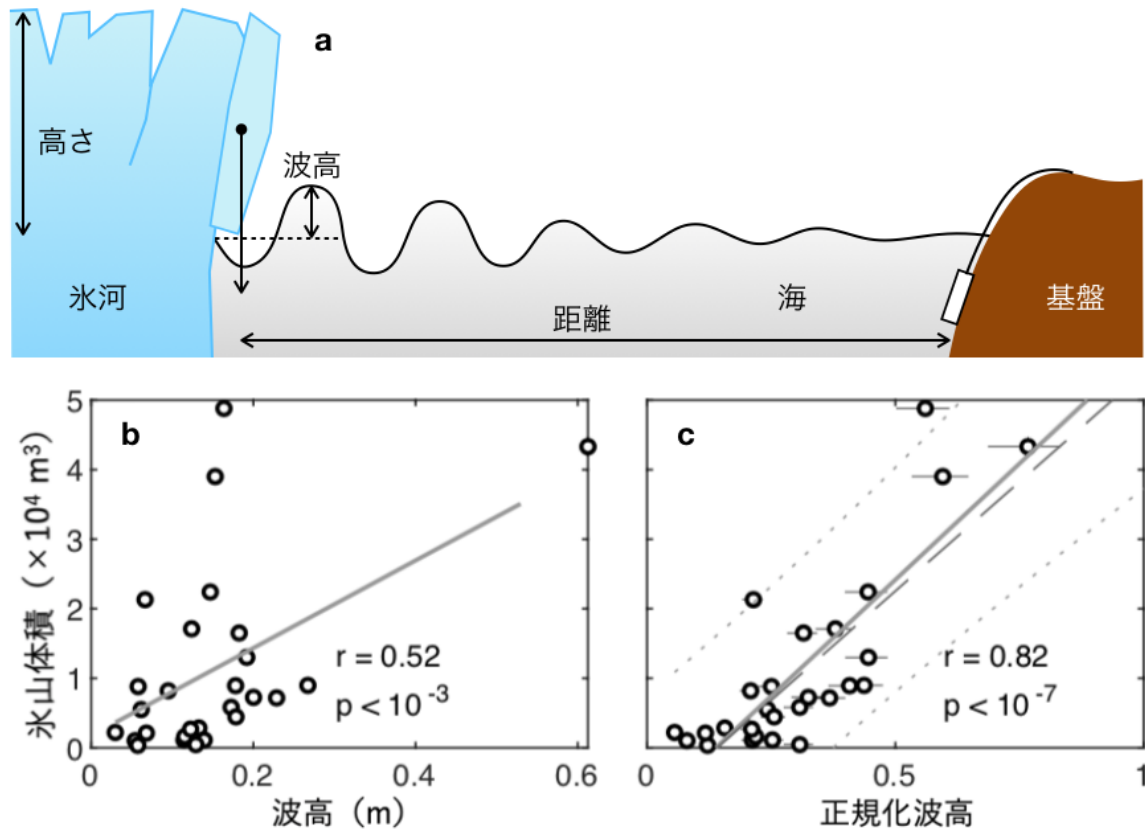 a
高さ
波高
氷河
海
距離
基盤
氷山体積（×10⁴ m³）
5
4
3
2
1
0
b
r = 0.52
p < 10⁻³
0
0.2
0.4
0.6
波高（m）
c
r = 0.82
p < 10⁻⁷
0
0.5
1
正規化波高